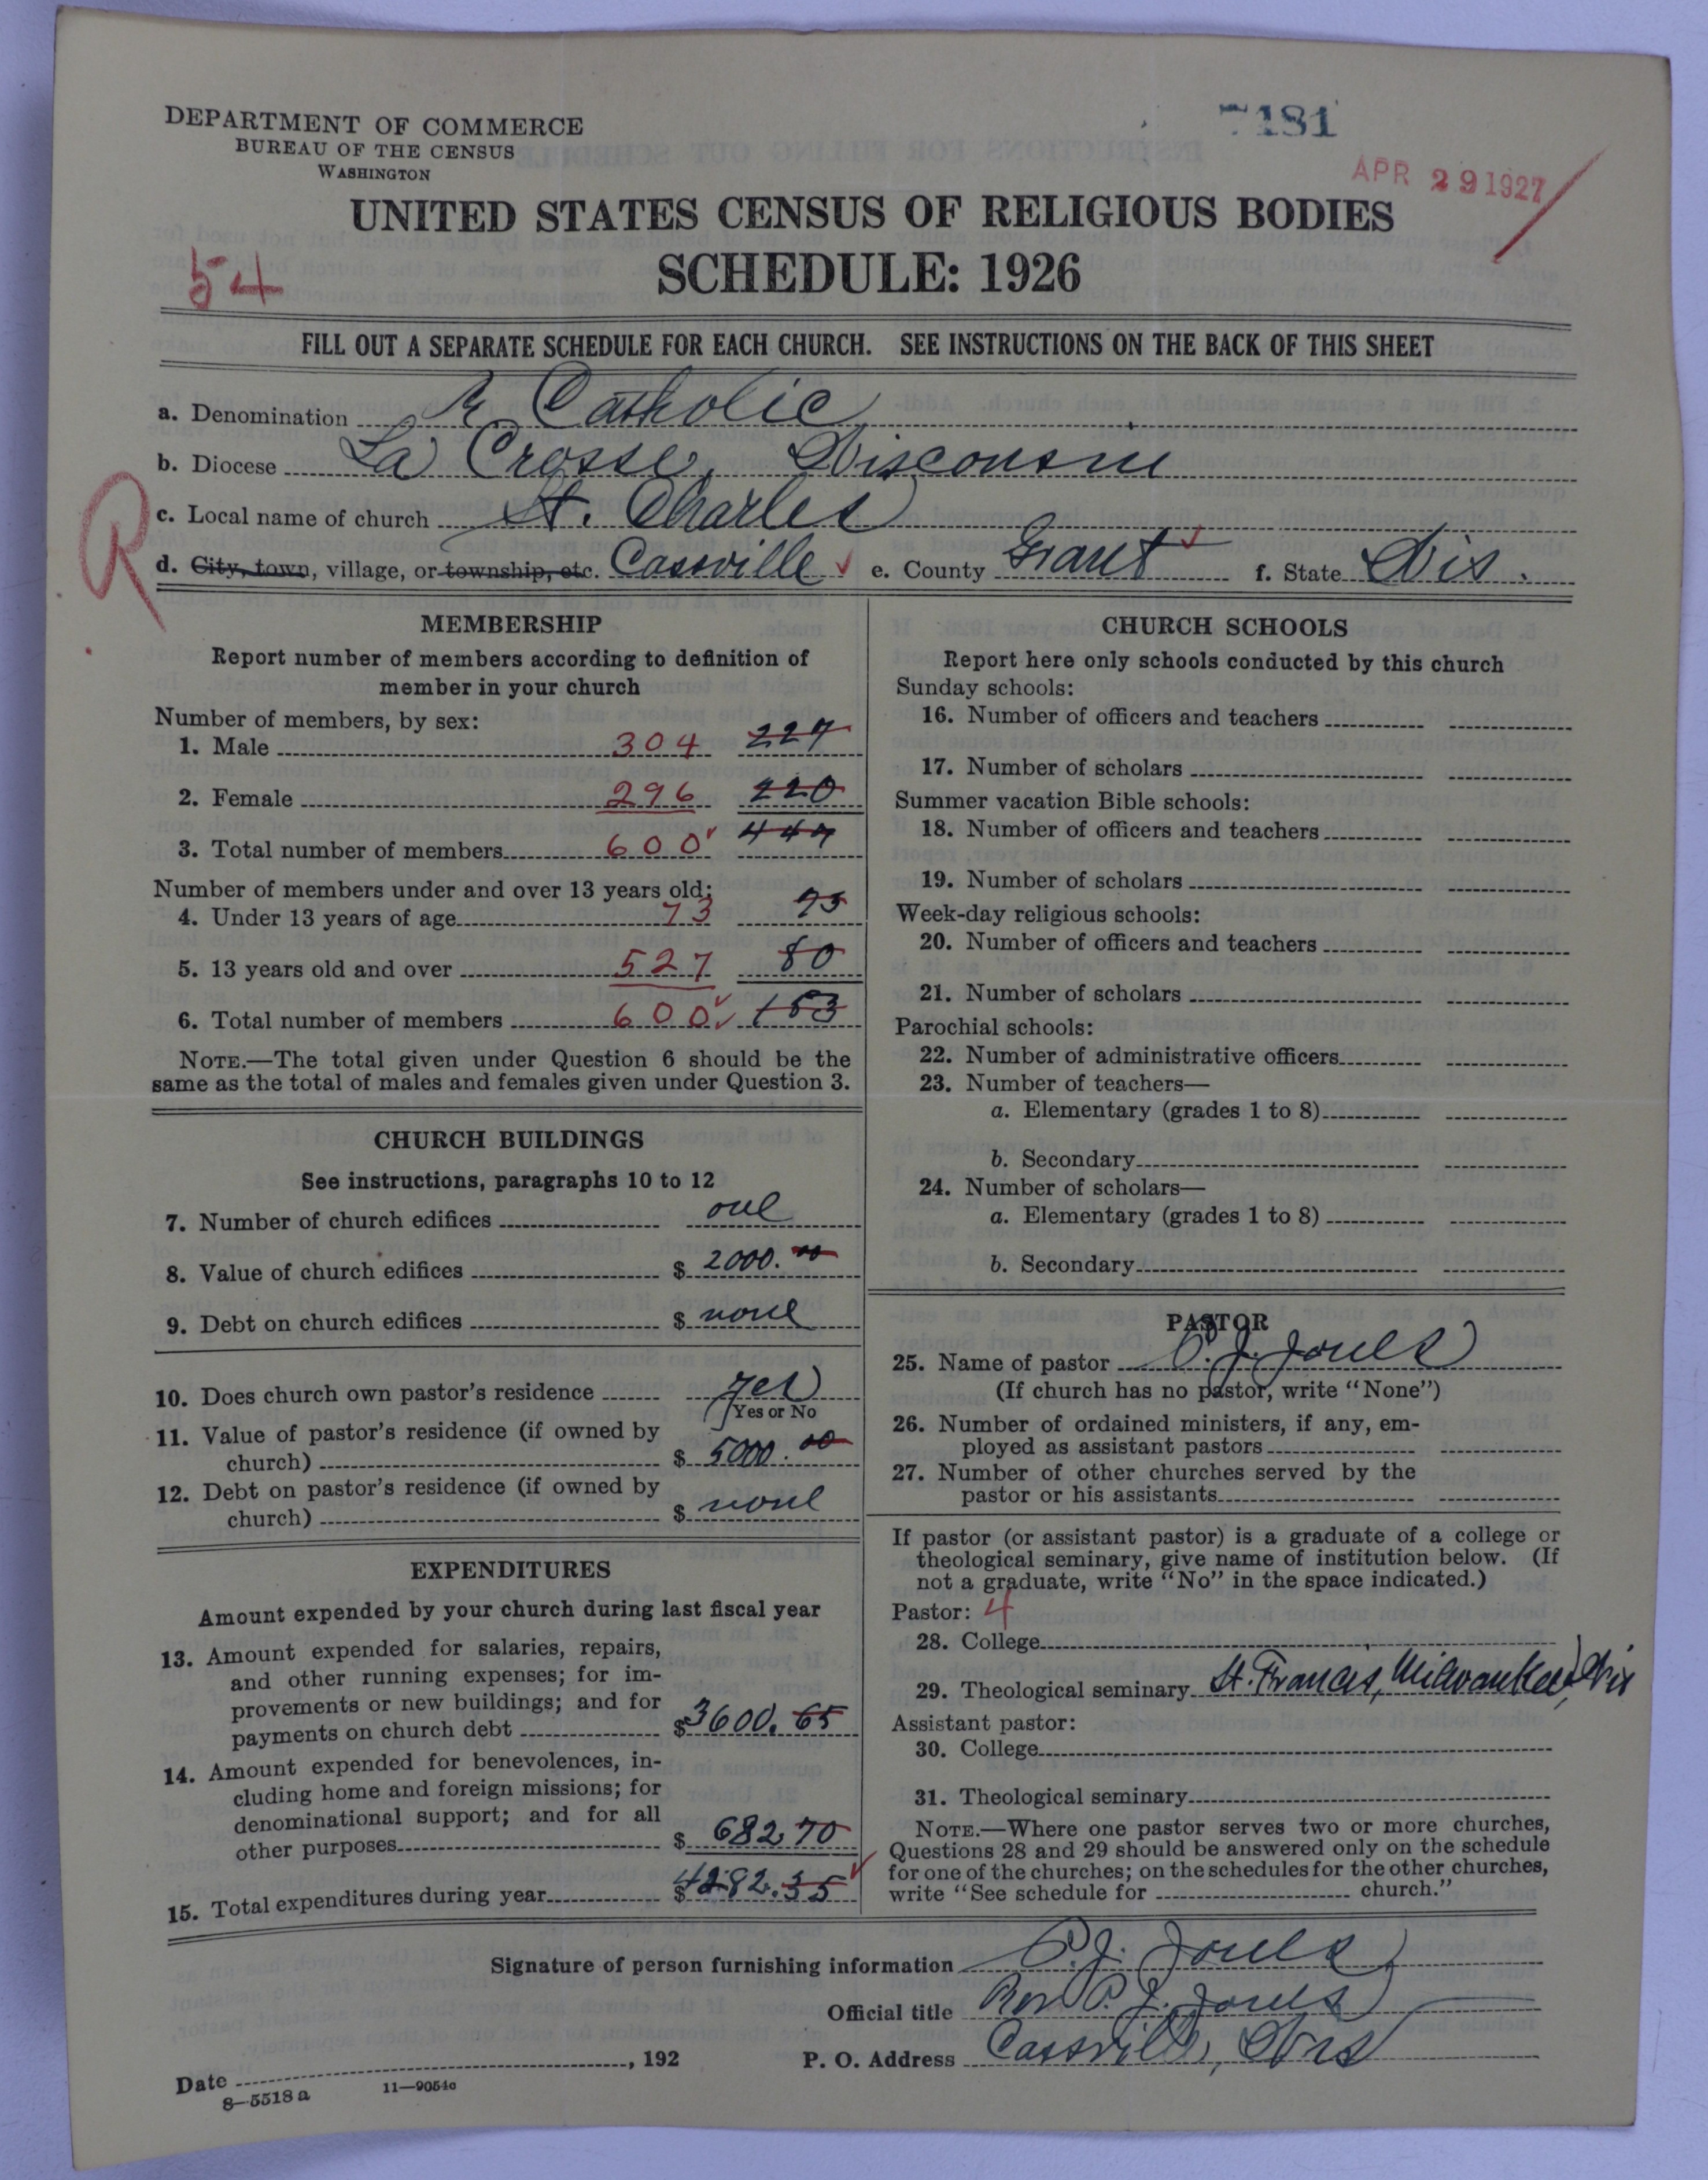 DEPARTMENT OF COMMERCE
BUREAU OF THE CENSUS
WASHINGTON
7181
APR 29 1927
UNITED STATES CENSUS OF RELIGIOUS BODIES
SCHEDULE: 1926
54
FILL OUT A SEPARATE SCHEDULE FOR EACH CHURCH. SEE INSTRUCTIONS ON THE BACK OF THIS SHEET
a. Denomination R Catholic
b. Diocese La Crosse, Wisconsin
c. Local name of church St. Charles
R
d. City, town, village, or township, etc. Cassville ✓ e. County Grant ✓ f. State Wis.
MEMBERSHIP
Report number of members according to definition of
member in your church
Number of members, by sex:
1. Male 304 227
2. Female 296 220
3. Total number of members 600 ✓ 447
Number of members under and over 13 years old:
4. Under 13 years of age 73 73
5. 13 years old and over 527 80
6. Total number of members 600 ✓ 153
NOTE.—The total given under Question 6 should be the
same as the total of males and females given under Question 3.
CHURCH BUILDINGS
See instructions, paragraphs 10 to 12
7. Number of church edifices one
8. Value of church edifices $ 2000.00
9. Debt on church edifices $ none
10. Does church own pastor's residence Yes
Yes or No
11. Value of pastor's residence (if owned by
church) $ 5000.00
12. Debt on pastor's residence (if owned by
church) $ none
EXPENDITURES
Amount expended by your church during last fiscal year
13. Amount expended for salaries, repairs,
and other running expenses; for im-
provements or new buildings; and for
payments on church debt $ 3600.65
14. Amount expended for benevolences, in-
cluding home and foreign missions; for
denominational support; and for all
other purposes $ 682.70
15. Total expenditures during year $ 4282.35 ✓
CHURCH SCHOOLS
Report here only schools conducted by this church
Sunday schools:
16. Number of officers and teachers
17. Number of scholars
Summer vacation Bible schools:
18. Number of officers and teachers
19. Number of scholars
Week-day religious schools:
20. Number of officers and teachers
21. Number of scholars
Parochial schools:
22. Number of administrative officers
23. Number of teachers—
a. Elementary (grades 1 to 8)
b. Secondary
24. Number of scholars—
a. Elementary (grades 1 to 8)
b. Secondary
PASTOR
25. Name of pastor P. J. Joues
(If church has no pastor, write "None")
26. Number of ordained ministers, if any, em-
ployed as assistant pastors
27. Number of other churches served by the
pastor or his assistants
If pastor (or assistant pastor) is a graduate of a college or
theological seminary, give name of institution below. (If
not a graduate, write "No" in the space indicated.)
Pastor: 4
28. College
29. Theological seminary St. Francis, Milwaukee, Wis
Assistant pastor:
30. College
31. Theological seminary
NOTE.—Where one pastor serves two or more churches,
Questions 28 and 29 should be answered only on the schedule
for one of the churches; on the schedules for the other churches,
write "See schedule for church."
Signature of person furnishing information P. J. Joues
Official title Rev P. J. Joues
Date , 192 P. O. Address Cassville, Wis
8—5518 a 11—9054c